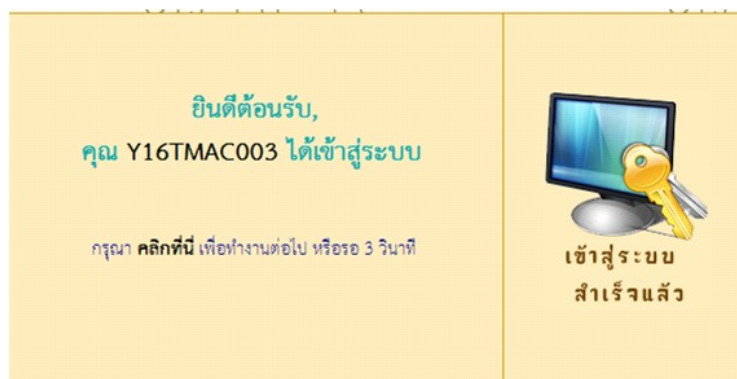 ยินดีต้อนรับ,
คุณ Y16TMAC003 ได้เข้าสู่ระบบ
กรุณา คลิกที่นี่ เพื่อทำงานต่อไป หรือรอ 3 วินาที
เข้าสู่ระบบ
สำเร็จแล้ว